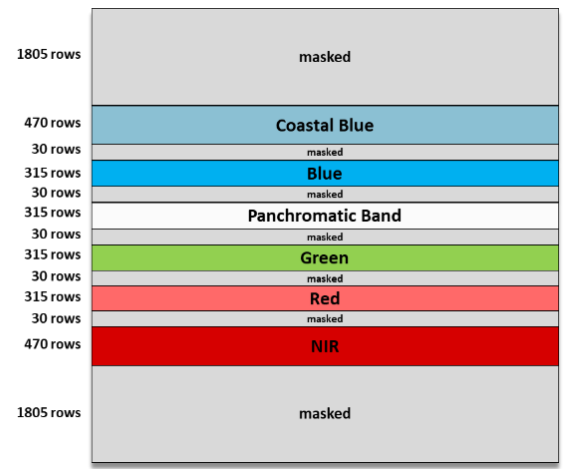 1805 rows masked
470 rows Coastal Blue
30 rows masked
315 rows Blue
30 rows masked
315 rows Panchromatic Band
30 rows masked
315 rows Green
30 rows masked
315 rows Red
30 rows masked
470 rows NIR
1805 rows masked